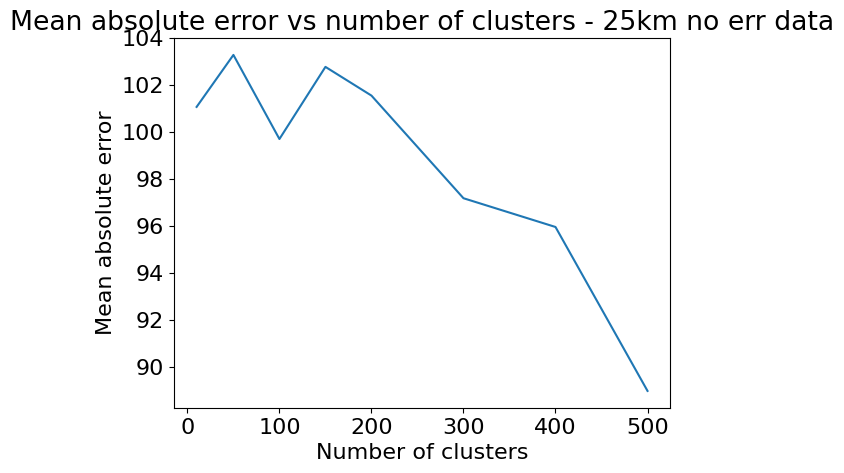 Mean absolute error vs number of clusters - 25km no err data
104
102
100
98
96
94
92
90
Mean absolute error
0 100 200 300 400 500
Number of clusters